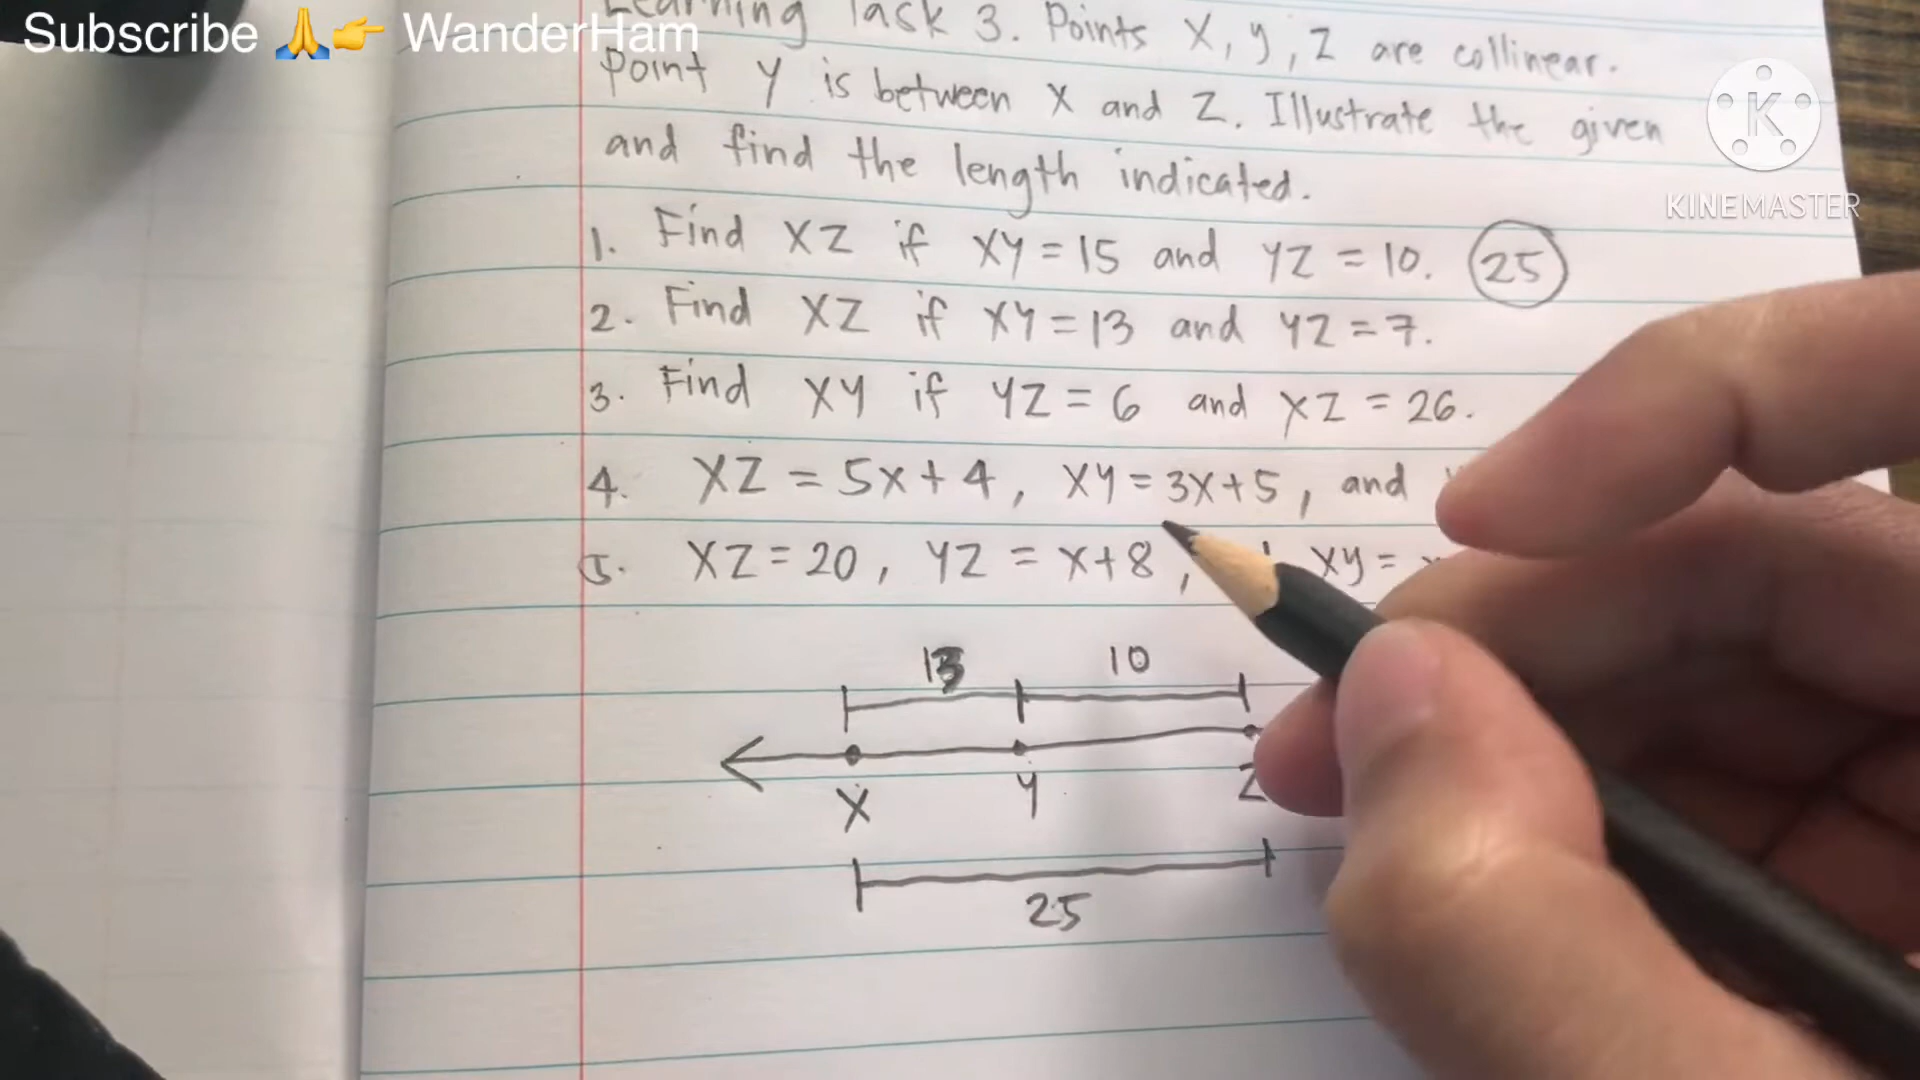 Subscribe 🙏👉 WanderHam
Learning Task 3. Points X, Y, Z are collinear.
Point Y is between X and Z. Illustrate the given
and find the length indicated.
1. Find XZ if XY = 15 and YZ = 10. 25
2. Find XZ if XY = 13 and YZ = 7.
3. Find XY if YZ = 6 and XZ = 26.
4. XZ = 5x + 4, XY = 3x + 5, and
5. XZ = 20, YZ = x + 8, XY =
13 10
X Y Z
25
KINEMASTER